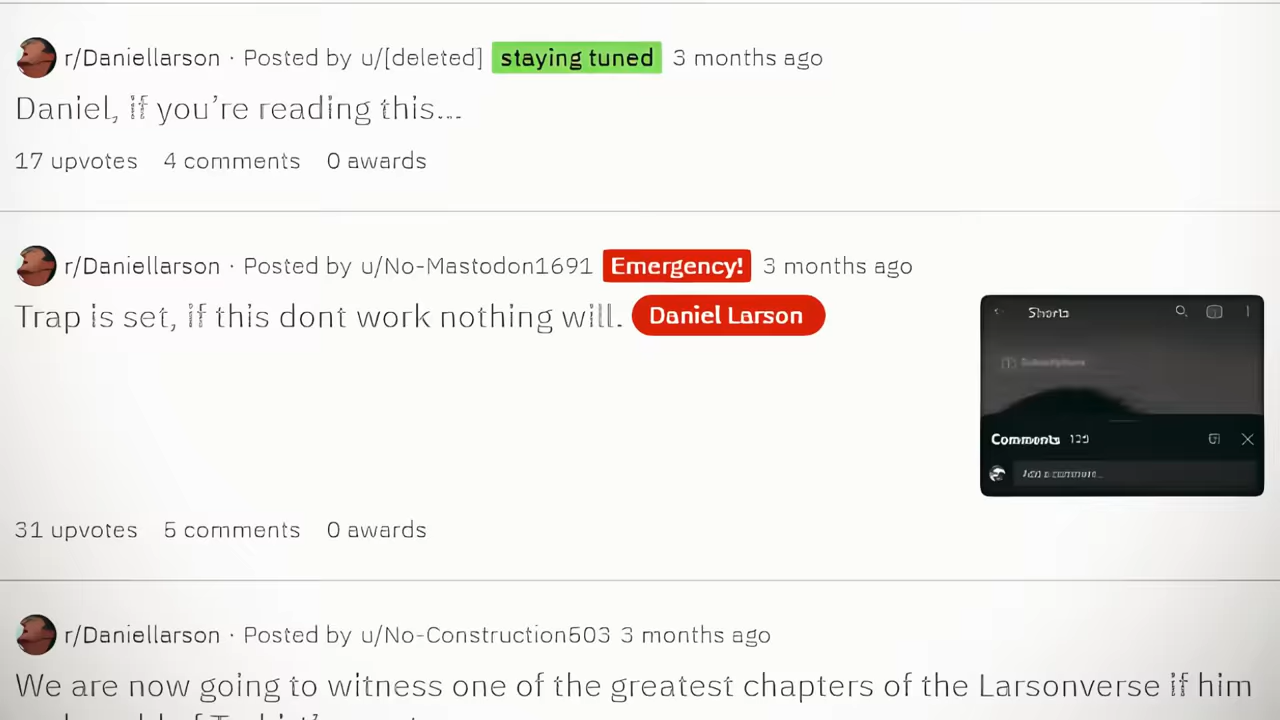 r/Daniellarson · Posted by u/[deleted] staying tuned 3 months ago
Daniel, if you're reading this...
17 upvotes 4 comments 0 awards
r/Daniellarson · Posted by u/No-Mastodon1691 Emergency! 3 months ago
Trap is set, if this dont work nothing will. Daniel Larson
Shorts
Subscriptions
Comments
Add a comment...
31 upvotes 5 comments 0 awards
r/Daniellarson · Posted by u/No-Construction503 3 months ago
We are now going to witness one of the greatest chapters of the Larsonverse if him